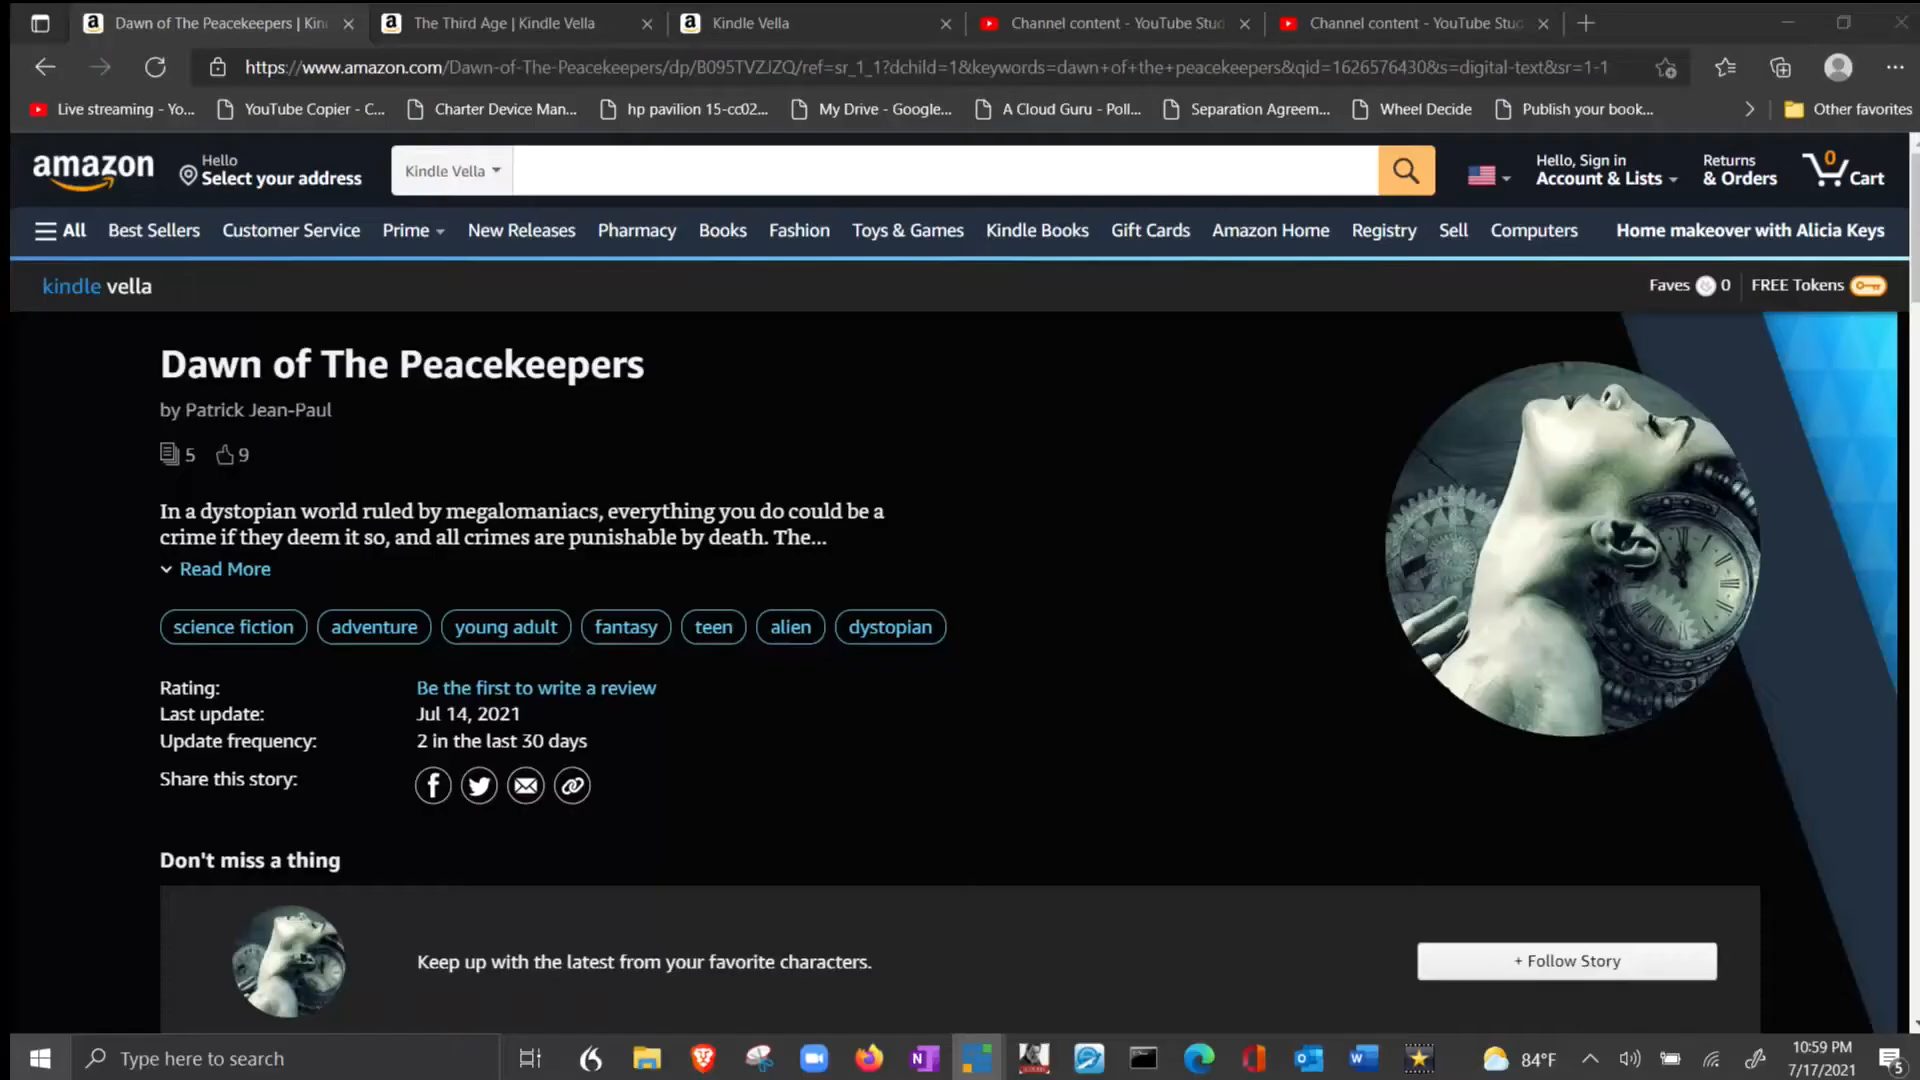 Dawn of The Peacekeepers | Kin
The Third Age | Kindle Vella
Kindle Vella
Channel content - YouTube Stud
Channel content - YouTube Stud
https://www.amazon.com/Dawn-of-The-Peacekeepers/dp/B095TVZJZQ/ref=sr_1_1?dchild=1&keywords=dawn+of+the+peacekeepers&qid=1626576430&s=digital-text&sr=1-1
Live streaming - Yo...
YouTube Copier - C...
Charter Device Man...
hp pavilion 15-cc02...
My Drive - Google...
A Cloud Guru - Poll...
Separation Agreem...
Wheel Decide
Publish your book...
Other favorites
amazon
Hello
Select your address
Kindle Vella
Hello, Sign in
Account & Lists
Returns
& Orders
0
Cart
All
Best Sellers
Customer Service
Prime
New Releases
Pharmacy
Books
Fashion
Toys & Games
Kindle Books
Gift Cards
Amazon Home
Registry
Sell
Computers
Home makeover with Alicia Keys
kindle vella
Faves 0
FREE Tokens
Dawn of The Peacekeepers
by Patrick Jean-Paul
5 9
In a dystopian world ruled by megalomaniacs, everything you do could be a
crime if they deem it so, and all crimes are punishable by death. The...
Read More
science fiction
adventure
young adult
fantasy
teen
alien
dystopian
Rating: Be the first to write a review
Last update: Jul 14, 2021
Update frequency: 2 in the last 30 days
Share this story:
Don't miss a thing
Keep up with the latest from your favorite characters.
+ Follow Story
Type here to search
84°F
10:59 PM
7/17/2021
5